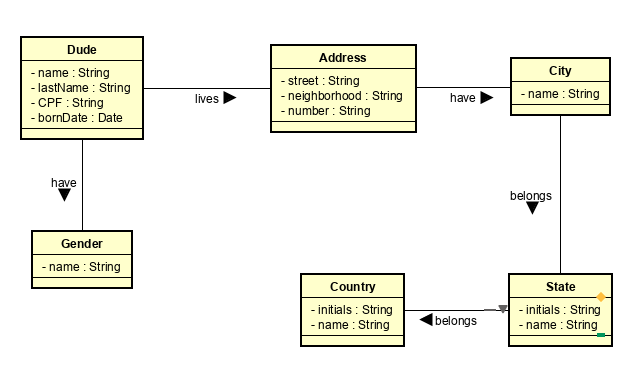 Dude
- name : String
- lastName : String
- CPF : String
- bornDate : Date
lives
Address
- street : String
- neighborhood : String
- number : String
have
City
- name : String
have
belongs
Gender
- name : String
Country
- initials : String
- name : String
belongs
State
- initials : String
- name : String